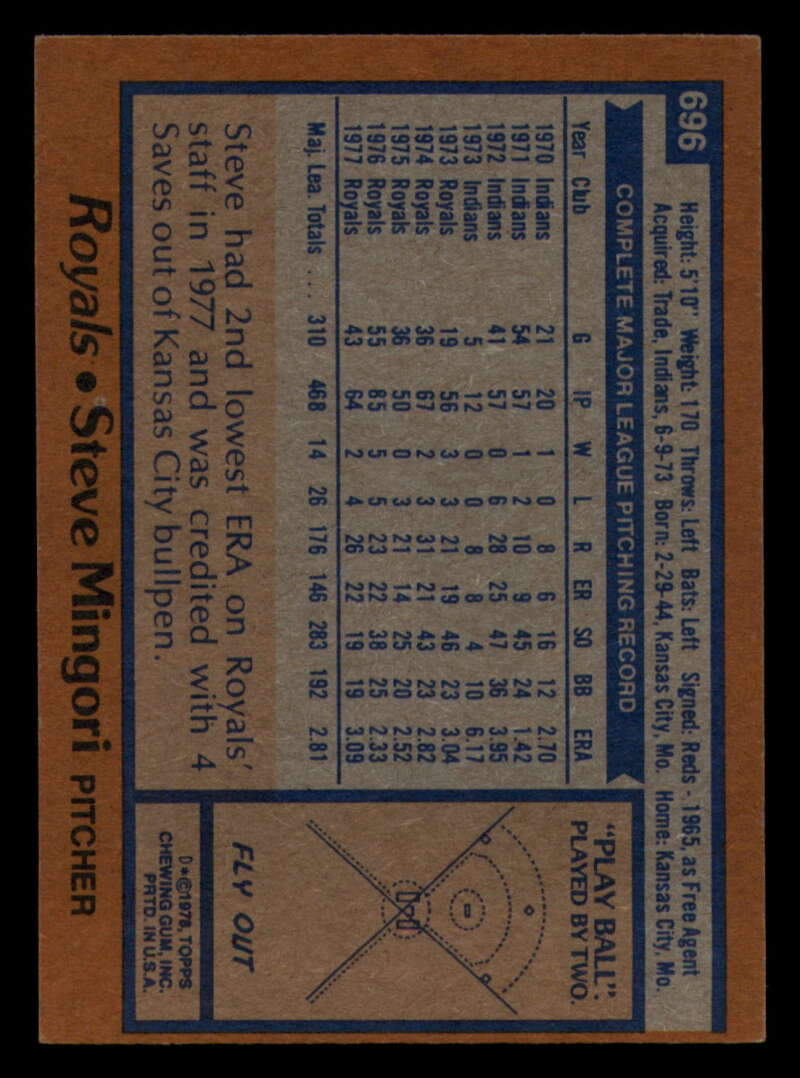 696
Height: 5'10" Weight: 170 Throws: Left Bats: Left Signed: Reds - 1965, as Free Agent
Acquired: Trade, Indians, 6-9-73 Born: 2-29-44, Kansas City, Mo. Home: Kansas City, Mo.
COMPLETE MAJOR LEAGUE PITCHING RECORD
Year Club G IP W L R ER SO BB ERA
1970 Indians 21 20 1 0 8 6 16 12 2.70
1971 Indians 54 57 1 2 10 9 45 24 1.42
1972 Indians 41 57 0 6 28 25 47 36 3.95
1973 Indians 5 12 0 0 8 8 4 10 6.17
1973 Royals 19 56 3 3 21 19 46 23 3.04
1974 Royals 36 67 2 3 31 21 43 23 2.82
1975 Royals 36 50 0 3 21 14 25 20 2.52
1976 Royals 55 85 5 5 23 22 38 25 2.33
1977 Royals 43 64 2 4 26 22 19 19 3.09
Maj. Lea. Totals ... 310 468 14 26 176 146 283 192 2.81
Steve had 2nd lowest ERA on Royals'
staff in 1977 and was credited with 4
Saves out of Kansas City bullpen.
"PLAY BALL":
PLAYED BY TWO.
FLY OUT
D*©1978, TOPPS
CHEWING GUM, INC.
PRTD. IN U.S.A.
Royals • Steve Mingori PITCHER